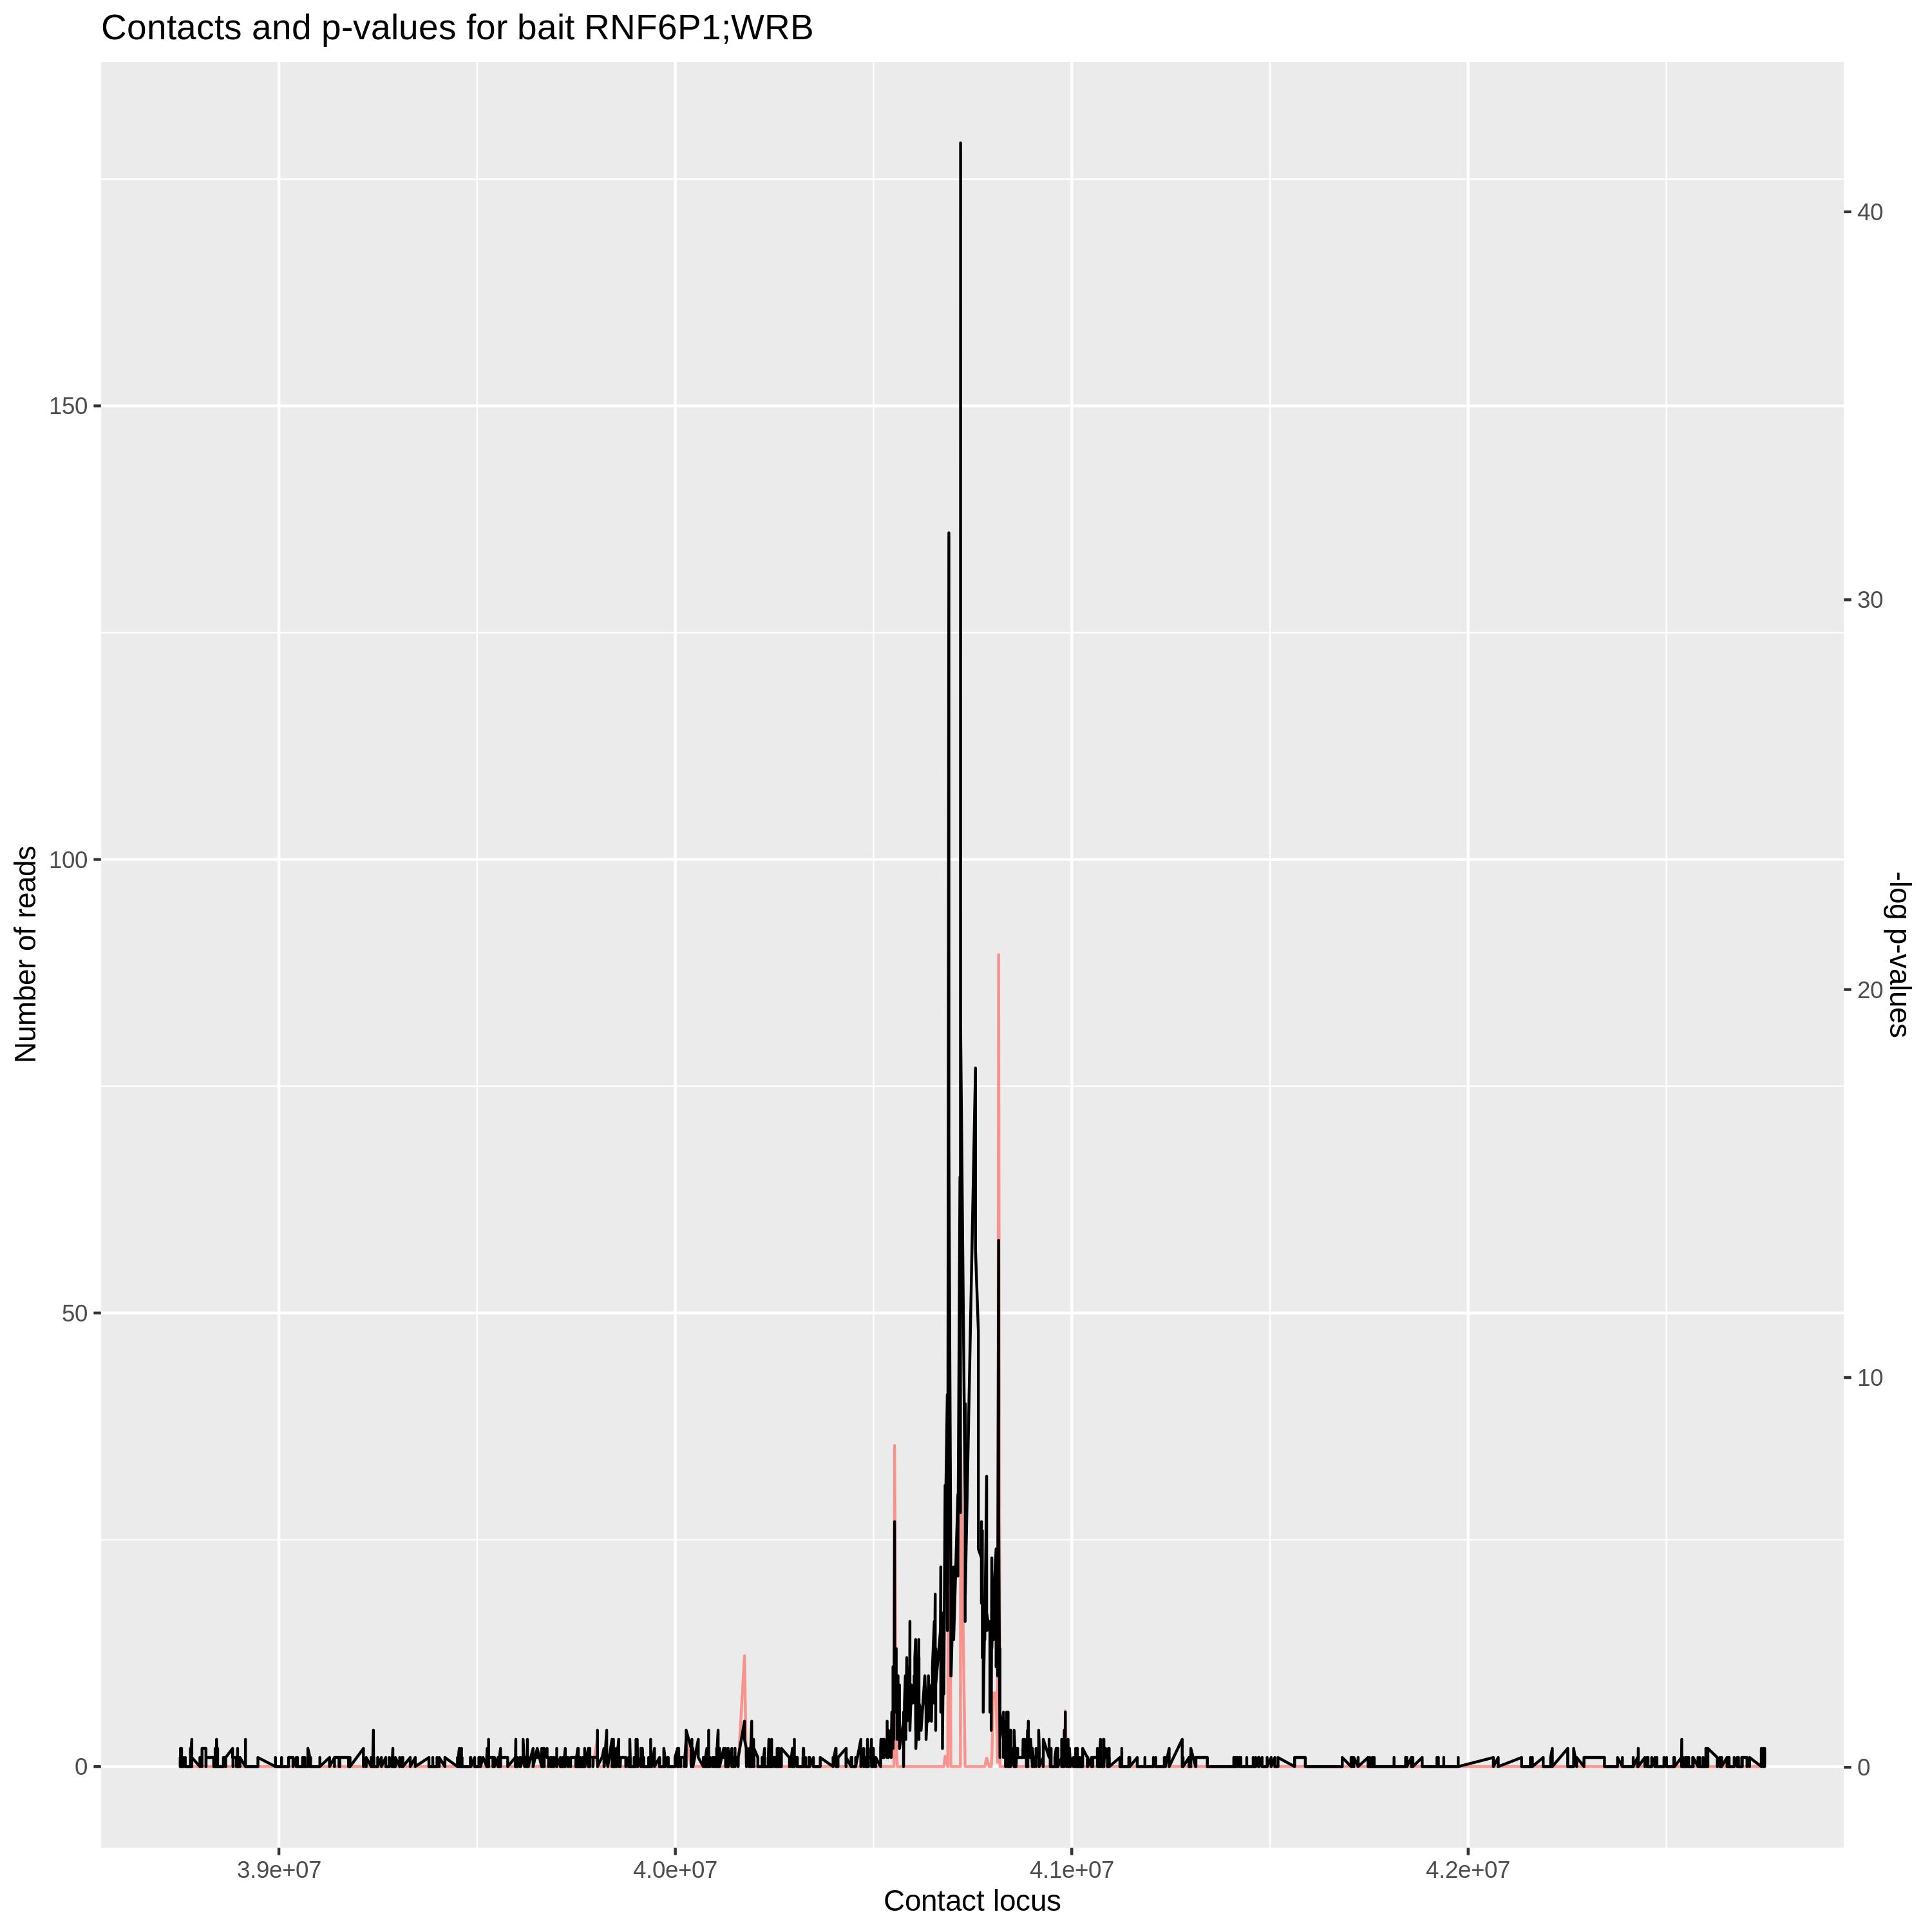 Contacts and p-values for bait RNF6P1;WRB
150
100
50
0
Number of reads
40
30
20
10
0
-log p-values
3.9e+07
4.0e+07
4.1e+07
4.2e+07
Contact locus